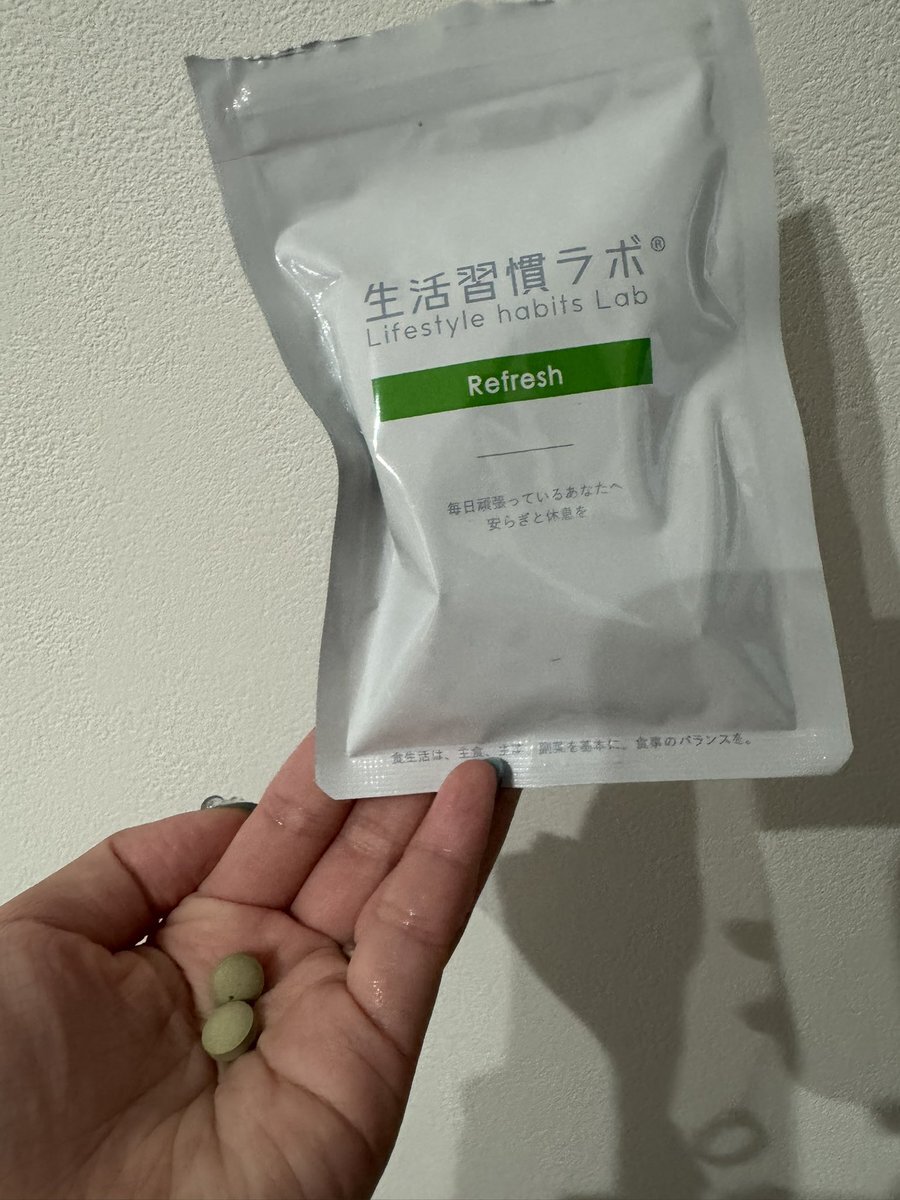 生活習慣ラボ®
Lifestyle habits Lab
Refresh
毎日頑張っているあなたへ
安らぎと休息を
食生活は、主食、主菜、副菜を基本に、食事のバランスを。